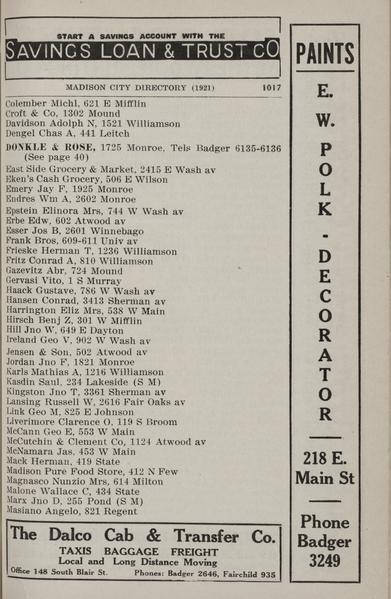 START A SAVINGS ACCOUNT WITH THE
SAVINGS LOAN & TRUST CO
MADISON CITY DIRECTORY (1921) 1017
Colember Michl, 621 E Mifflin
Croft & Co, 1302 Mound
Davidson Adolph N, 1521 Williamson
Dengel Chas A, 441 Leitch
DONKLE & ROSE, 1725 Monroe, Tels Badger 6135-6136
(See page 40)
East Side Grocery & Market, 2415 E Wash av
Eken's Cash Grocery, 506 E Wilson
Emery Jay F, 1925 Monroe
Endres Wm A, 2602 Monroe
Epstein Elinora Mrs, 744 W Wash av
Erbe Edw, 602 Atwood av
Esser Jos B, 2601 Winnebago
Frank Bros, 609-611 Univ av
Frieske Herman T, 1236 Williamson
Fritz Conrad A, 810 Williamson
Gazevitz Abr, 724 Mound
Gervasi Vito, 1 S Murray
Haack Gustave, 786 W Wash av
Hansen Conrad, 3413 Sherman av
Harrington Eliz Mrs, 538 W Main
Hirsch Benj Z, 301 W Mifflin
Hill Jno W, 649 E Dayton
Ireland Geo V, 902 W Wash av
Jensen & Son, 502 Atwood av
Jordan Jno F, 1821 Monroe
Karls Mathias A, 1216 Williamson
Kasdin Saul, 234 Lakeside (S M)
Kingston Jno T, 3361 Sherman av
Lansing Russell W, 2616 Fair Oaks av
Link Geo M, 825 E Johnson
Liverimore Clarence O, 119 S Broom
McCann Geo E, 553 W Main
McCutchin & Clement Co, 1124 Atwood av
McNamara Jas, 453 W Main
Mack Herman, 419 State
Madison Pure Food Store, 412 N Few
Magnasco Nunzio Mrs, 614 Milton
Malone Wallace C, 434 State
Marx Jno D, 255 Pond (S M)
Masiano Angelo, 821 Regent
The Dalco Cab & Transfer Co.
TAXIS BAGGAGE FREIGHT
Local and Long Distance Moving
Office 148 South Blair St. Phones: Badger 2646, Fairchild 935
PAINTS
E.
W.
P
O
L
K
-
D
E
C
O
R
A
T
O
R
218 E.
Main St
Phone
Badger
3249